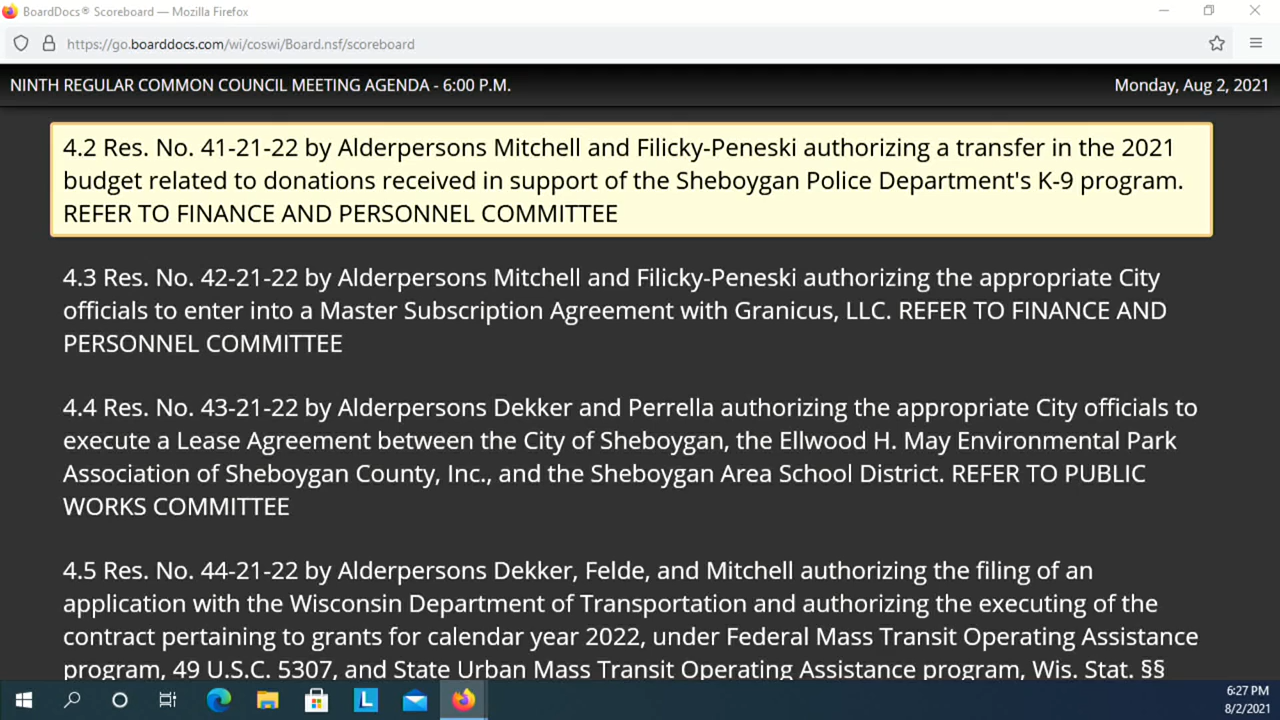 BoardDocs® Scoreboard — Mozilla Firefox
https://go.boarddocs.com/wi/coswi/Board.nsf/scoreboard
NINTH REGULAR COMMON COUNCIL MEETING AGENDA - 6:00 P.M.
Monday, Aug 2, 2021
4.2 Res. No. 41-21-22 by Alderpersons Mitchell and Filicky-Peneski authorizing a transfer in the 2021
budget related to donations received in support of the Sheboygan Police Department's K-9 program.
REFER TO FINANCE AND PERSONNEL COMMITTEE
4.3 Res. No. 42-21-22 by Alderpersons Mitchell and Filicky-Peneski authorizing the appropriate City
officials to enter into a Master Subscription Agreement with Granicus, LLC. REFER TO FINANCE AND
PERSONNEL COMMITTEE
4.4 Res. No. 43-21-22 by Alderpersons Dekker and Perrella authorizing the appropriate City officials to
execute a Lease Agreement between the City of Sheboygan, the Ellwood H. May Environmental Park
Association of Sheboygan County, Inc., and the Sheboygan Area School District. REFER TO PUBLIC
WORKS COMMITTEE
4.5 Res. No. 44-21-22 by Alderpersons Dekker, Felde, and Mitchell authorizing the filing of an
application with the Wisconsin Department of Transportation and authorizing the executing of the
contract pertaining to grants for calendar year 2022, under Federal Mass Transit Operating Assistance
program, 49 U.S.C. 5307, and State Urban Mass Transit Operating Assistance program, Wis. Stat. §§
L
6:27 PM
8/2/2021